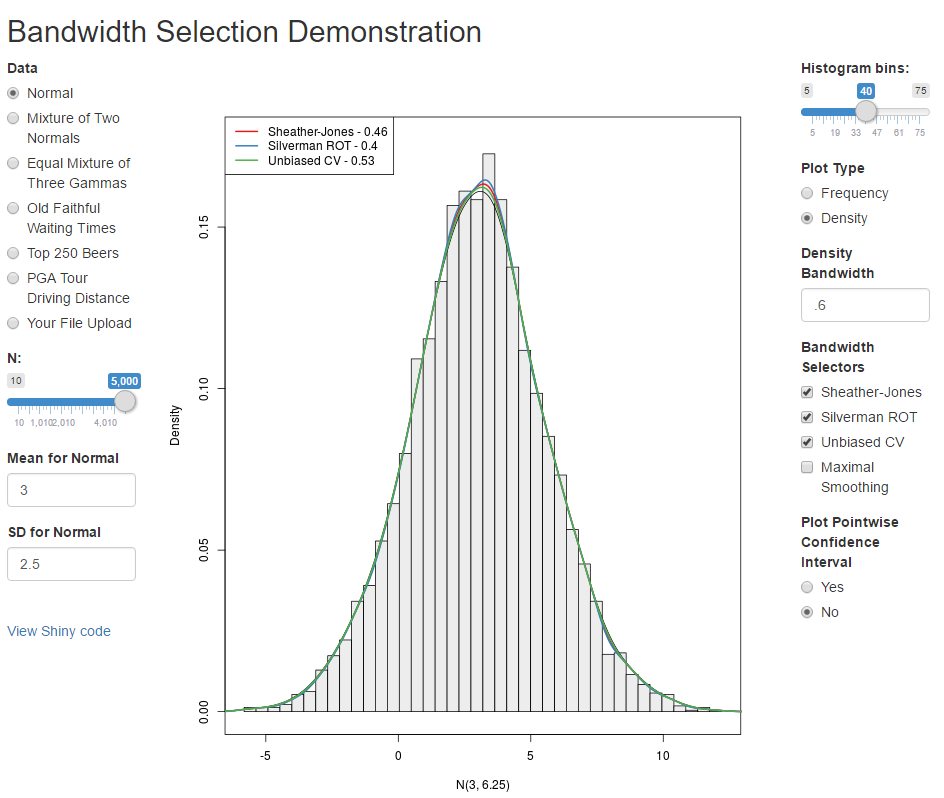 Bandwidth Selection Demonstration
Data
Normal
Mixture of Two
Normals
Equal Mixture of
Three Gammas
Old Faithful
Waiting Times
Top 250 Beers
PGA Tour
Driving Distance
Your File Upload
N:
10 5,000
10 1,010 2,010 4,010
Mean for Normal
3
SD for Normal
2.5
View Shiny code
Sheather-Jones - 0.46
Silverman ROT - 0.4
Unbiased CV - 0.53
Density
0.15
0.10
0.05
0.00
-5 0 5 10
N(3, 6.25)
Histogram bins:
5 40 75
5 19 33 47 61 75
Plot Type
Frequency
Density
Density
Bandwidth
.6
Bandwidth
Selectors
Sheather-Jones
Silverman ROT
Unbiased CV
Maximal
Smoothing
Plot Pointwise
Confidence
Interval
Yes
No